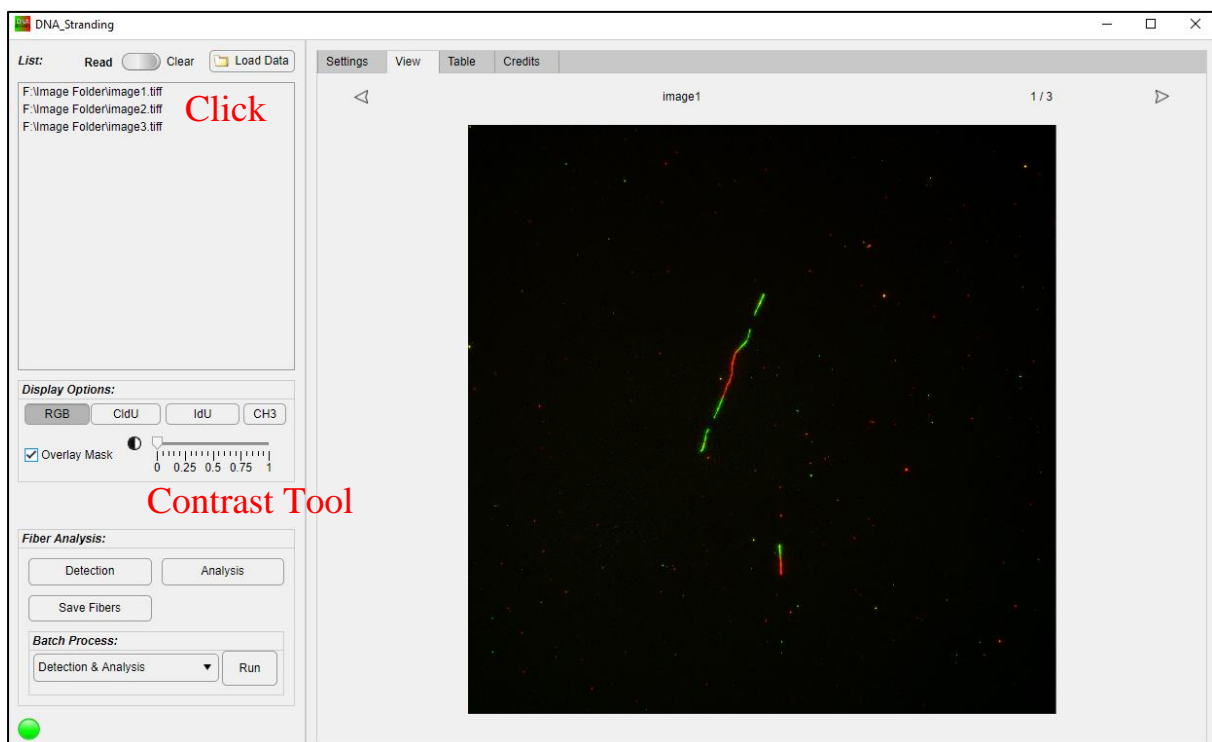 DNA_Stranding
List: Read Clear Load Data
F:\Image Folder\image1.tiff
F:\Image Folder\image2.tiff
F:\Image Folder\image3.tiff
Click
Display Options:
RGB CldU IdU CH3
Overlay Mask
0 0.25 0.5 0.75 1
Contrast Tool
Fiber Analysis:
Detection Analysis
Save Fibers
Batch Process:
Detection & Analysis Run
Settings View Table Credits
image1 1 / 3